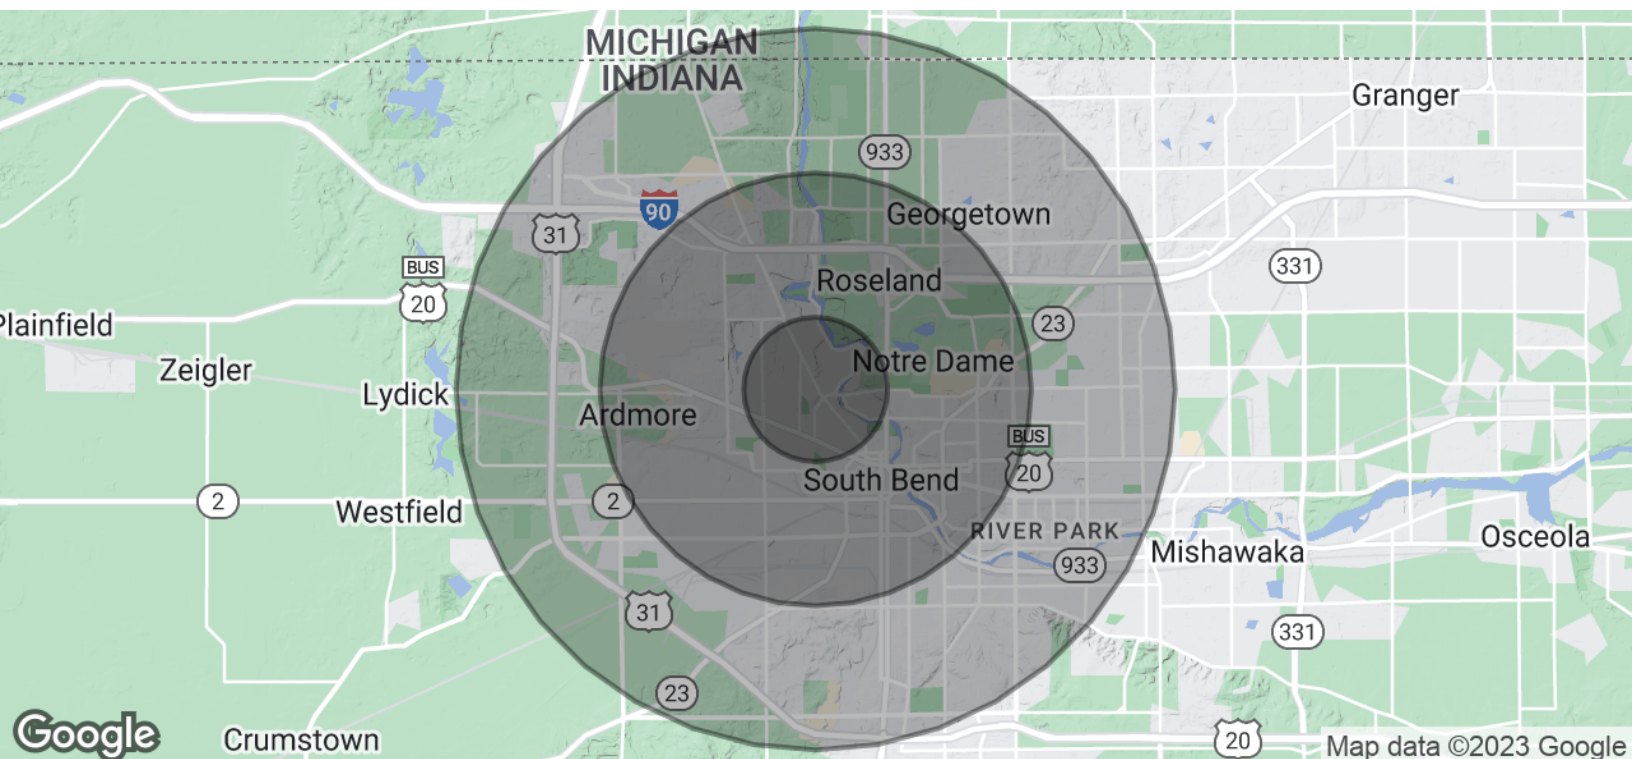 MICHIGAN
INDIANA
Granger
933
90
31
Georgetown
BUS
20
331
Roseland
Plainfield
23
Zeigler
Notre Dame
Lydick
Ardmore
BUS
20
South Bend
2
2
Westfield
RIVER PARK
Osceola
Mishawaka
933
31
331
23
Google
Crumstown
20
Map data ©2023 Google